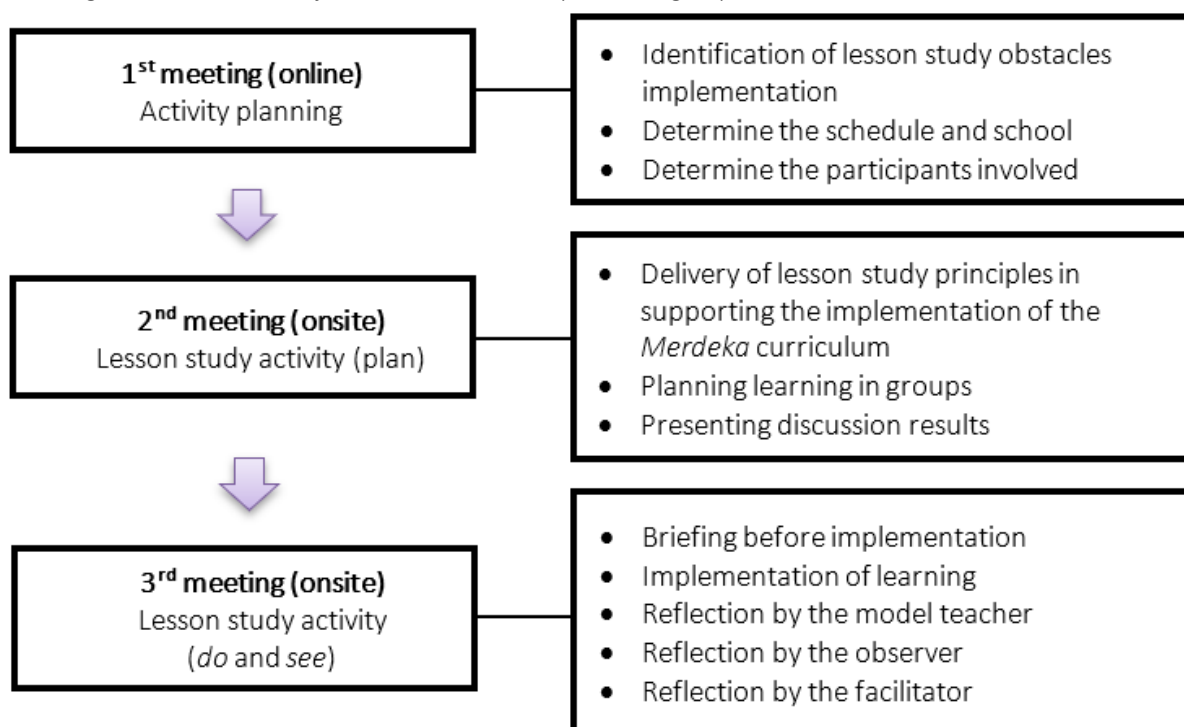 1st meeting (online)
Activity planning
• Identification of lesson study obstacles
implementation
• Determine the schedule and school
• Determine the participants involved
2nd meeting (onsite)
Lesson study activity (plan)
• Delivery of lesson study principles in
supporting the implementation of the
Merdeka curriculum
• Planning learning in groups
• Presenting discussion results
3rd meeting (onsite)
Lesson study activity
(do and see)
• Briefing before implementation
• Implementation of learning
• Reflection by the model teacher
• Reflection by the observer
• Reflection by the facilitator